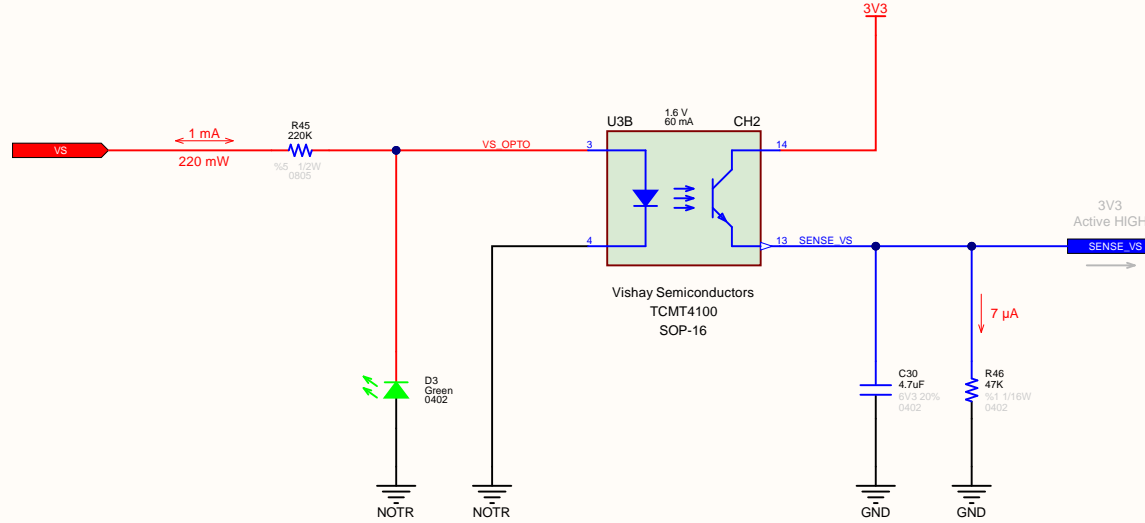 3V3
1 mA
R45
220K
VS
220 mW
%5 1/2W
0805
VS_OPTO
1.6 V
60 mA
U3B
CH2
3
14
4
13
SENSE_VS
3V3
Active HIGH
SENSE_VS
Vishay Semiconductors
TCMT4100
SOP-16
7 µA
D3
Green
0402
C30
4.7uF
6V3 20%
0402
R46
47K
%1 1/16W
0402
NOTR
NOTR
GND
GND